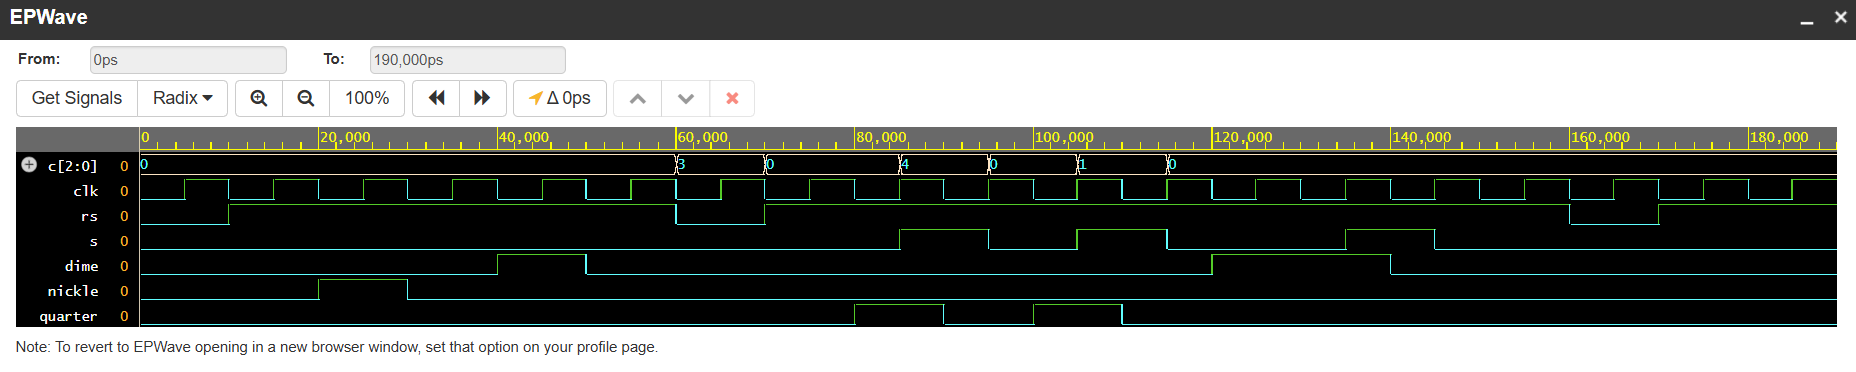 EPWave
From: 0ps To: 190,000ps
Get Signals Radix 100% Δ 0ps
0 20,000 40,000 60,000 80,000 100,000 120,000 140,000 160,000 180,000
c[2:0] 0 0 3 0 4 0 1 0
clk 0
rs 0
s 0
dime 0
nickle 0
quarter 0
Note: To revert to EPWave opening in a new browser window, set that option on your profile page.